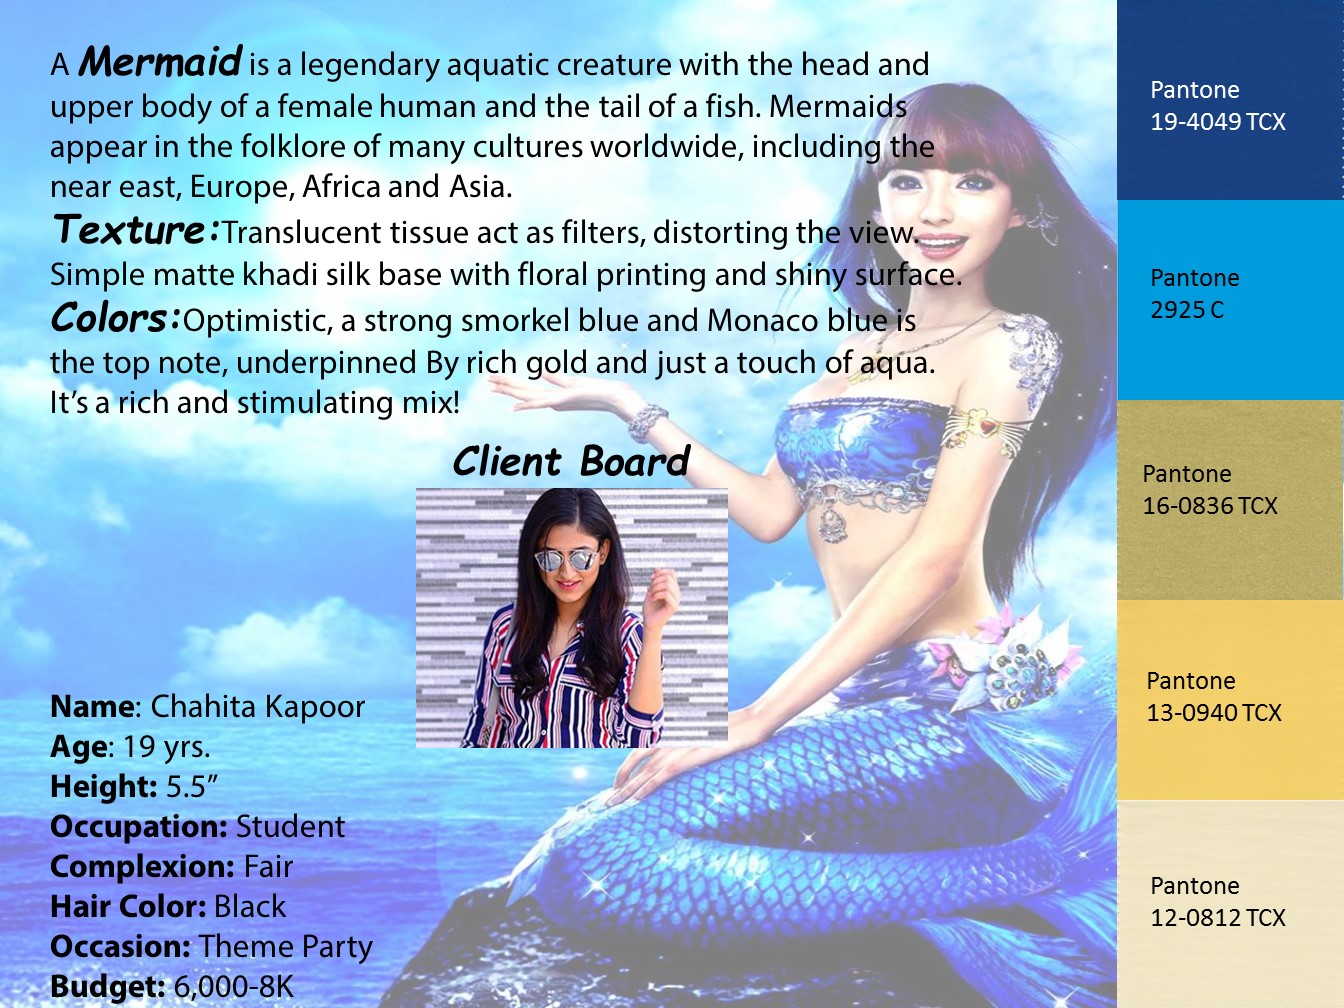 A Mermaid is a legendary aquatic creature with the head and
upper body of a female human and the tail of a fish. Mermaids
appear in the folklore of many cultures worldwide, including the
near east, Europe, Africa and Asia.
Texture:Translucent tissue act as filters, distorting the view.
Simple matte khadi silk base with floral printing and shiny surface.
Colors:Optimistic, a strong smorkel blue and Monaco blue is
the top note, underpinned By rich gold and just a touch of aqua.
It’s a rich and stimulating mix!
Client Board
Name: Chahita Kapoor
Age: 19 yrs.
Height: 5.5”
Occupation: Student
Complexion: Fair
Hair Color: Black
Occasion: Theme Party
Budget: 6,000-8K
Pantone
19-4049 TCX
Pantone
2925 C
Pantone
16-0836 TCX
Pantone
13-0940 TCX
Pantone
12-0812 TCX